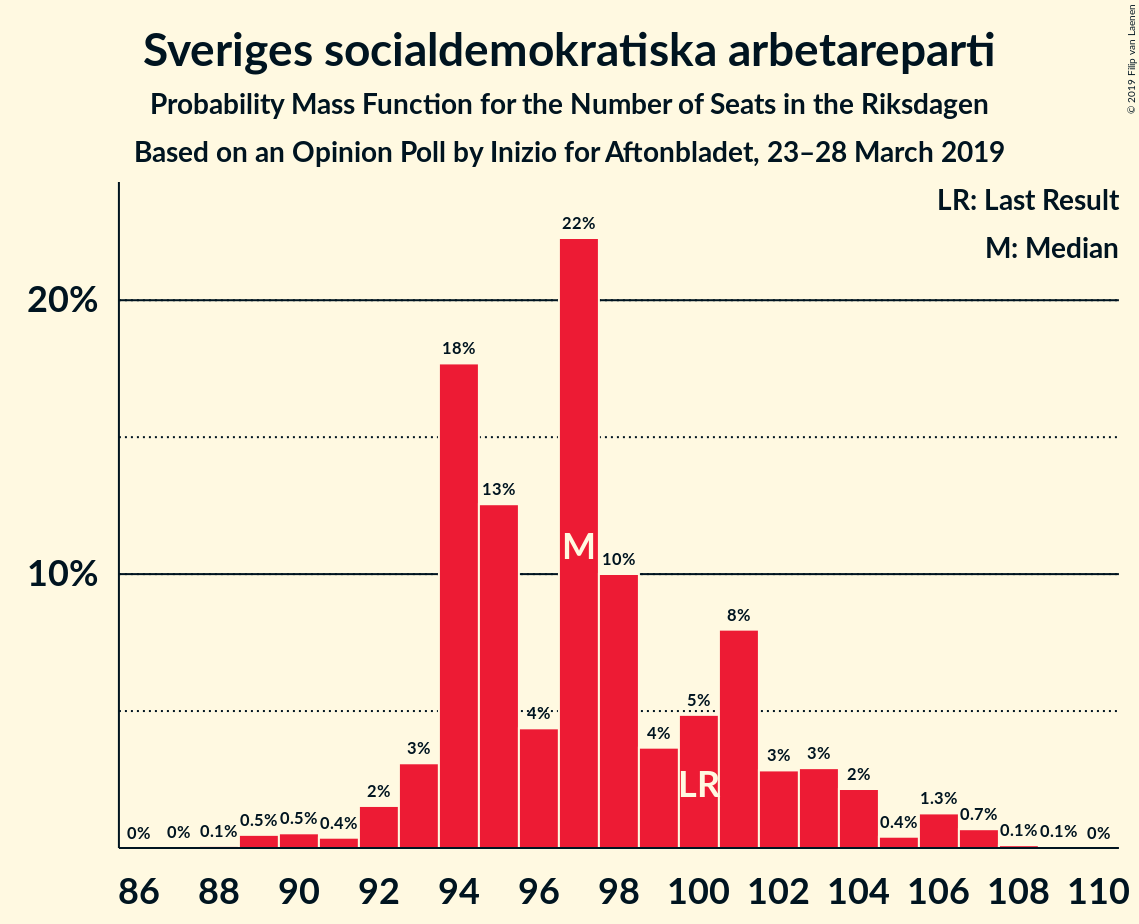 Sveriges socialdemokratiska arbetareparti
Probability Mass Function for the Number of Seats in the Riksdagen
Based on an Opinion Poll by Inizio for Aftonbladet, 23–28 March 2019
© 2019 Filip van Laenen
LR: Last Result
M: Median
20%
10%
0% 0% 0.1% 0.5% 0.5% 0.4% 2% 3% 18% 13% 4% 22% 10% 4% 5% 8% 3% 3% 2% 0.4% 1.3% 0.7% 0.1% 0.1% 0%
M
LR
86 88 90 92 94 96 98 100 102 104 106 108 110